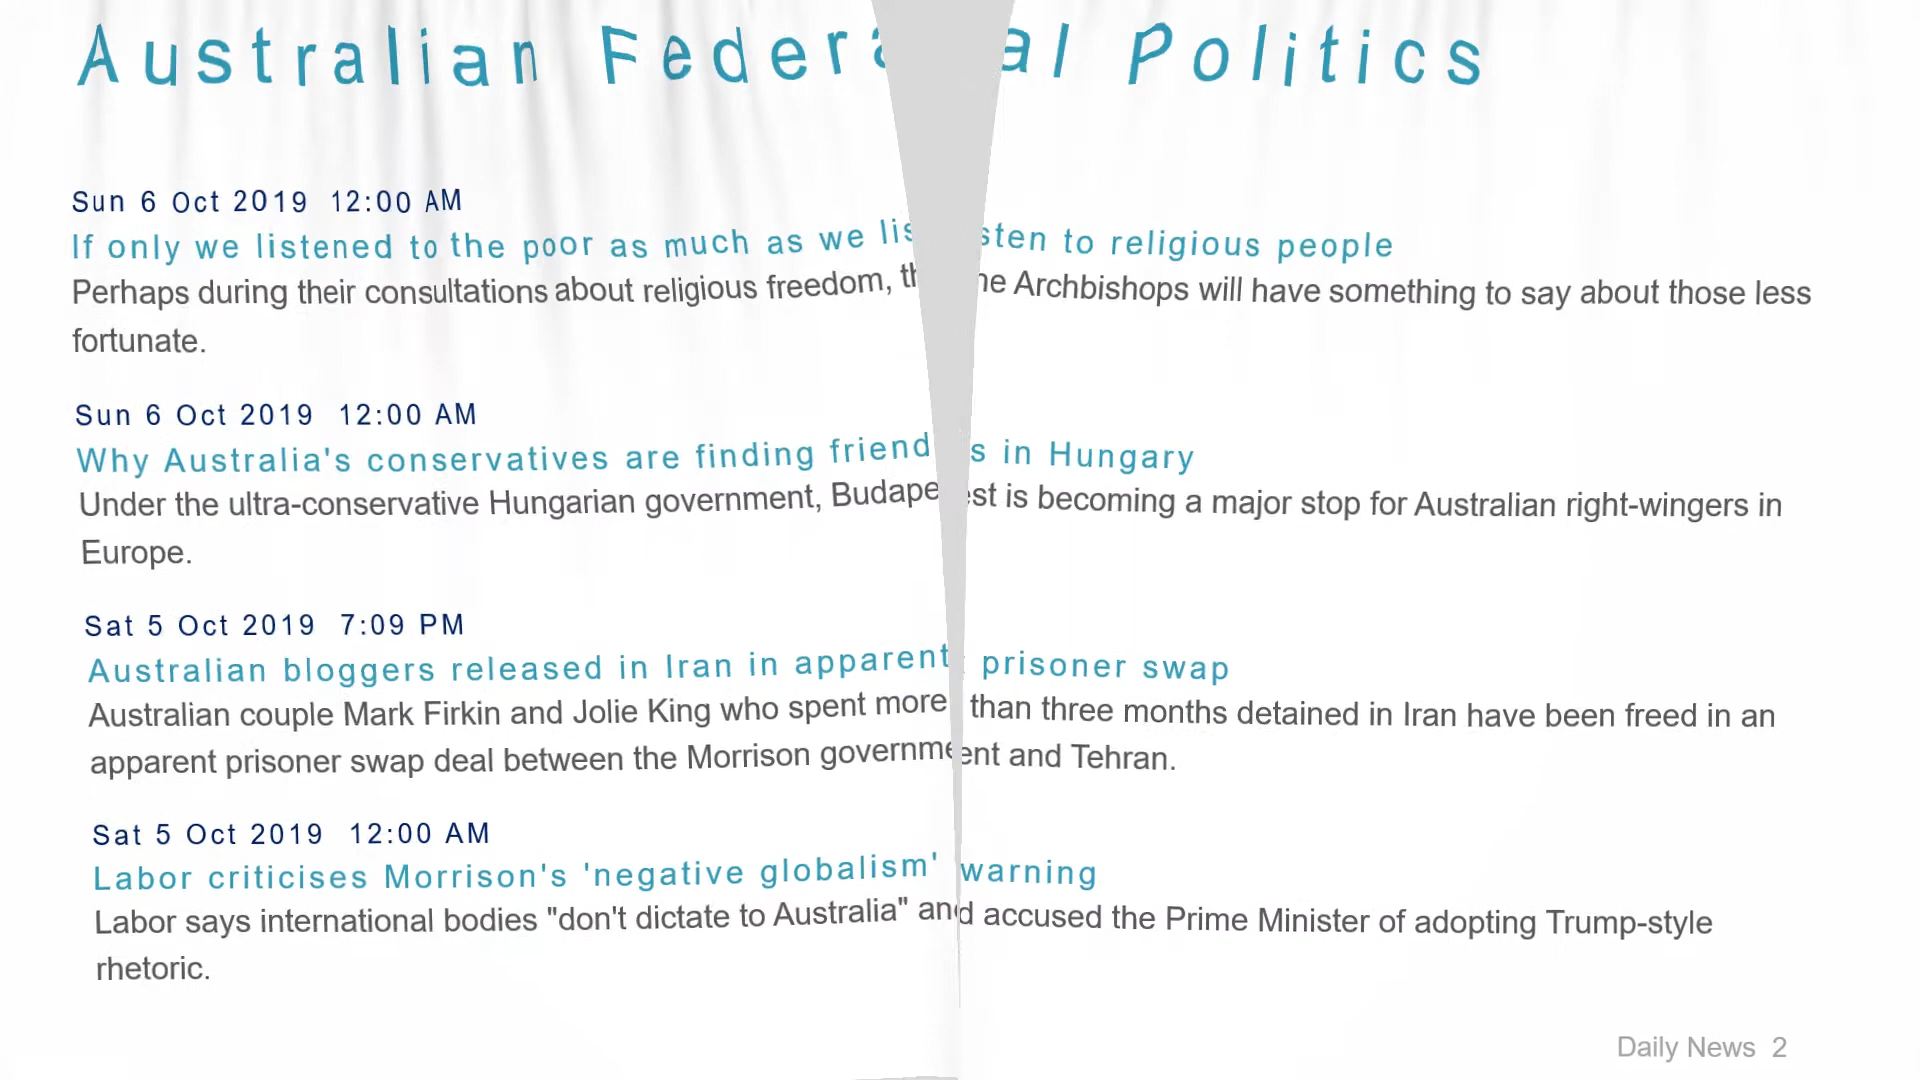 Australian Federal Politics
Sun 6 Oct 2019 12:00 AM
If only we listened to the poor as much as we listen to religious people
Perhaps during their consultations about religious freedom, the Archbishops will have something to say about those less
fortunate.
Sun 6 Oct 2019 12:00 AM
Why Australia's conservatives are finding friends in Hungary
Under the ultra-conservative Hungarian government, Budapest is becoming a major stop for Australian right-wingers in
Europe.
Sat 5 Oct 2019 7:09 PM
Australian bloggers released in Iran in apparent prisoner swap
Australian couple Mark Firkin and Jolie King who spent more than three months detained in Iran have been freed in an
apparent prisoner swap deal between the Morrison government and Tehran.
Sat 5 Oct 2019 12:00 AM
Labor criticises Morrison's 'negative globalism' warning
Labor says international bodies "don't dictate to Australia" and accused the Prime Minister of adopting Trump-style
rhetoric.
Daily News 2